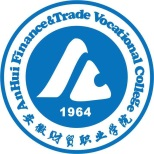 AnHui Finance&Trade Vocational College
1964
安徽财贸职业学院